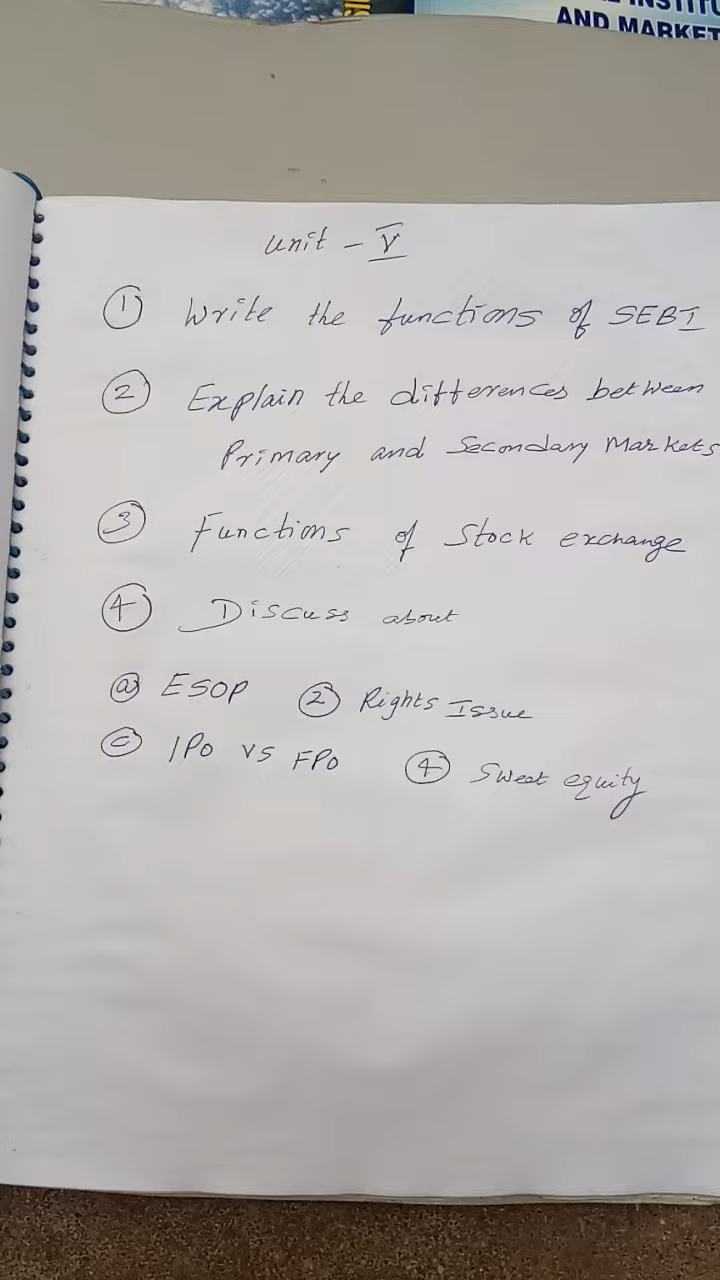 AND MARKET
Unit - V
① Write the functions of SEBI
② Explain the differences between
Primary and Secondary Markets
③ Functions of Stock exchange
④ Discuss about
ⓐ ESOP ② Rights Issue
ⓒ IPO VS FPO ④ Sweat equity